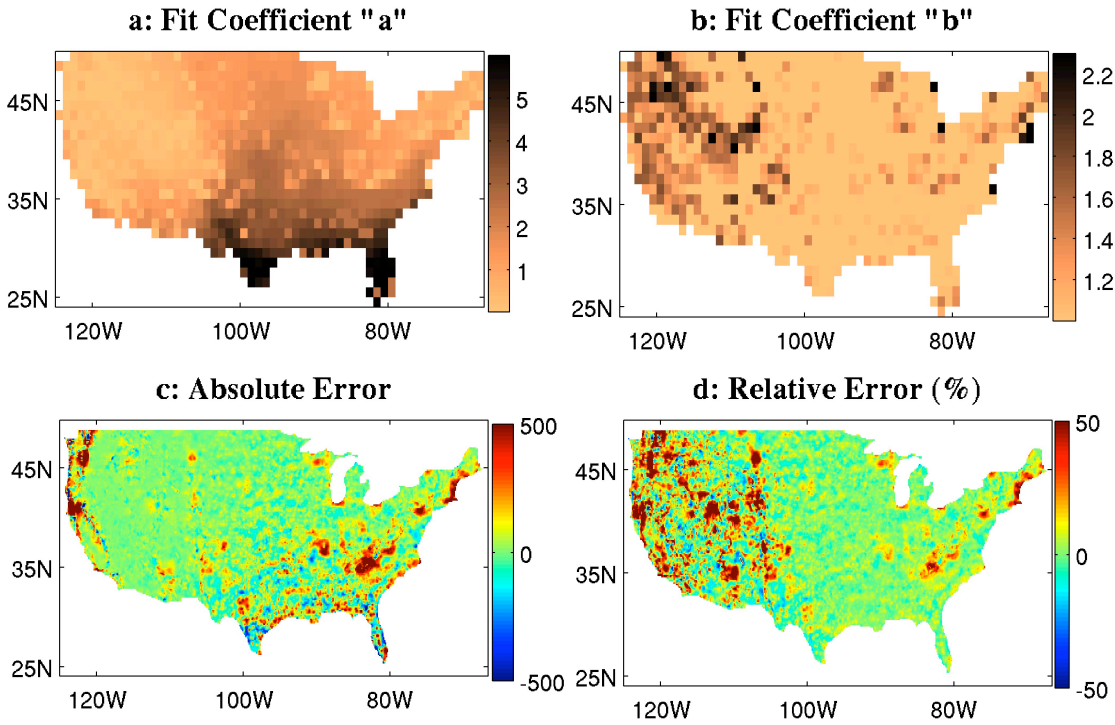 a: Fit Coefficient "a"
45N
35N
25N
120W
100W
80W
5
4
3
2
1
b: Fit Coefficient "b"
45N
35N
25N
120W
100W
80W
2.2
2
1.8
1.6
1.4
1.2
c: Absolute Error
45N
35N
25N
120W
100W
80W
500
0
-500
d: Relative Error (%)
45N
35N
25N
120W
100W
80W
50
0
-50